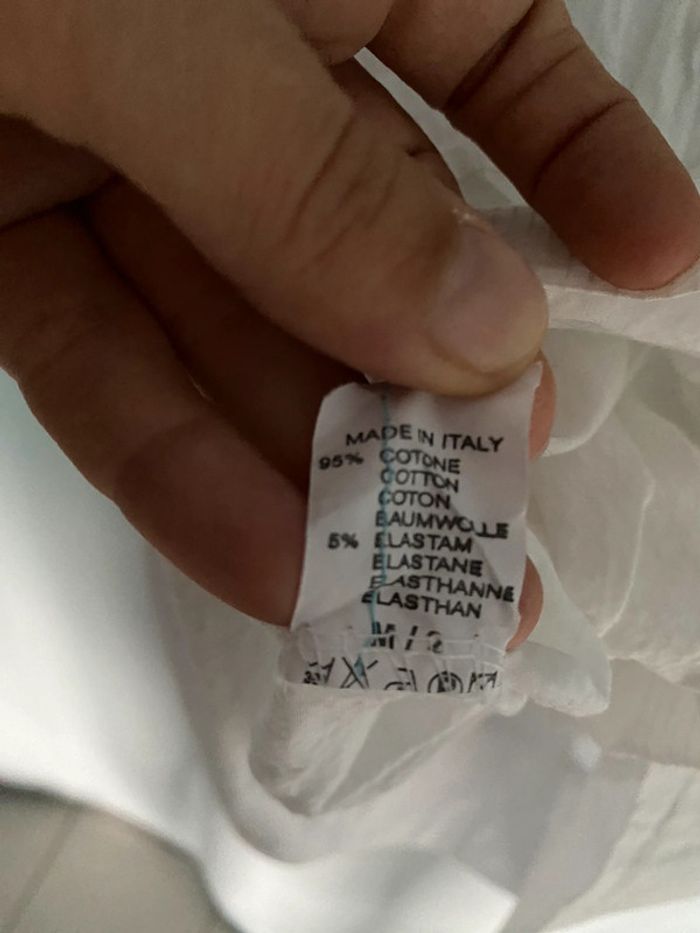 MADE IN ITALY
95% COTONE
COTTON
COTON
BAUMWOLLE
5% ELASTAM
ELASTANE
ELASTHANNE
ELASTHAN
M / S